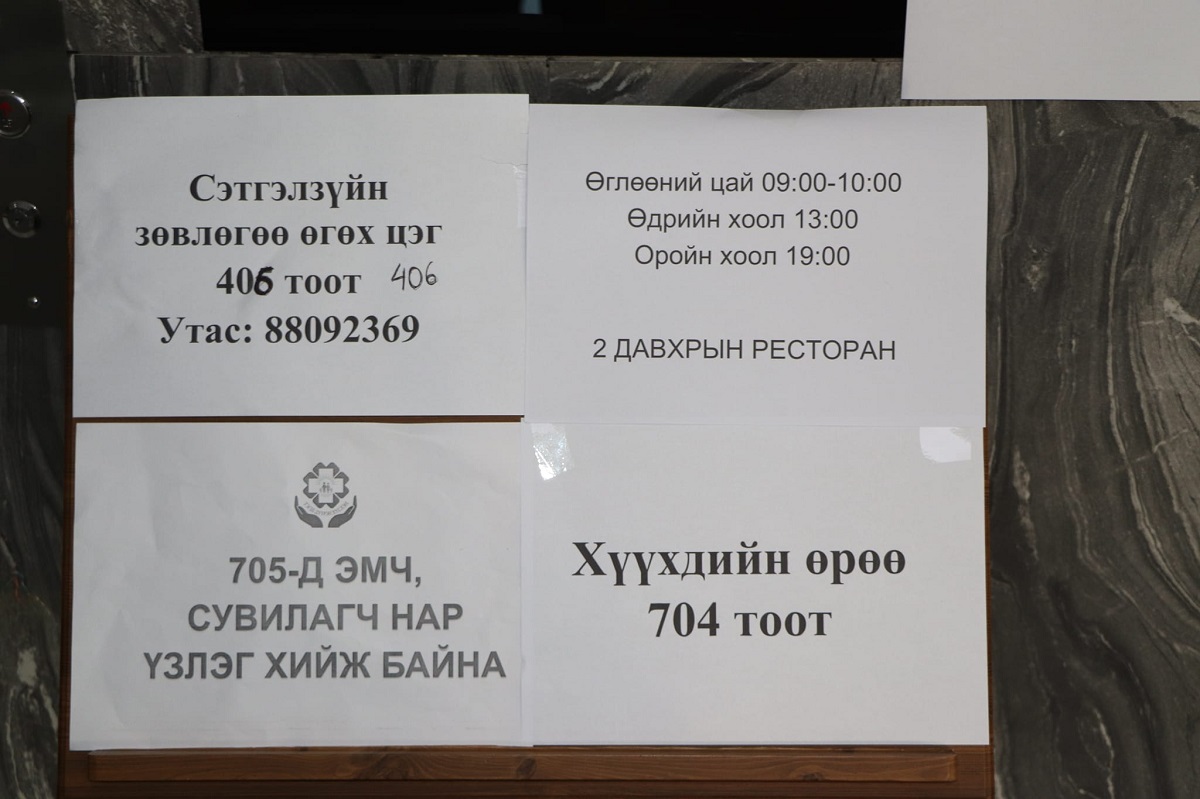 Сэтгэлзүйн
зөвлөгөө өгөх цэг
406 тоот 406
Утас: 88092369
Өглөөний цай 09:00-10:00
Өдрийн хоол 13:00
Оройн хоол 19:00
2 ДАВХРЫН РЕСТОРАН
705-Д ЭМЧ,
СУВИЛАГЧ НАР
ҮЗЛЭГ ХИЙЖ БАЙНА
Хүүхдийн өрөө
704 тоот